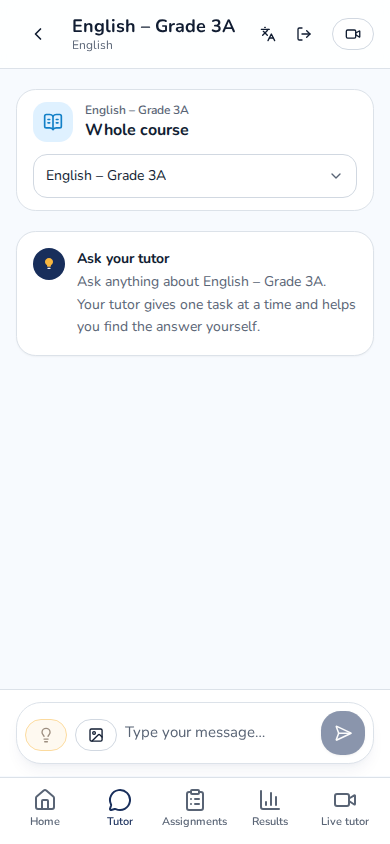 English – Grade 3A
English
English – Grade 3A
Whole course
English – Grade 3A
Ask your tutor
Ask anything about English – Grade 3A.
Your tutor gives one task at a time and helps
you find the answer yourself.
Type your message...
Home
Tutor
Assignments
Results
Live tutor